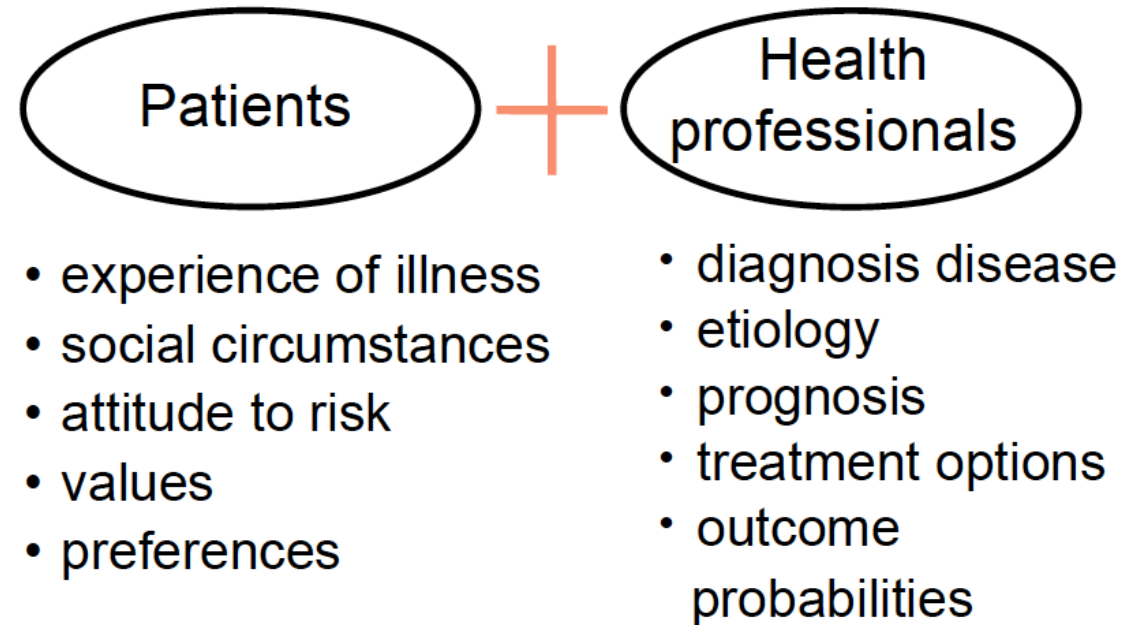 Patients
Health
professionals
• experience of illness
• social circumstances
• attitude to risk
• values
• preferences
• diagnosis disease
• etiology
• prognosis
• treatment options
• outcome
probabilities